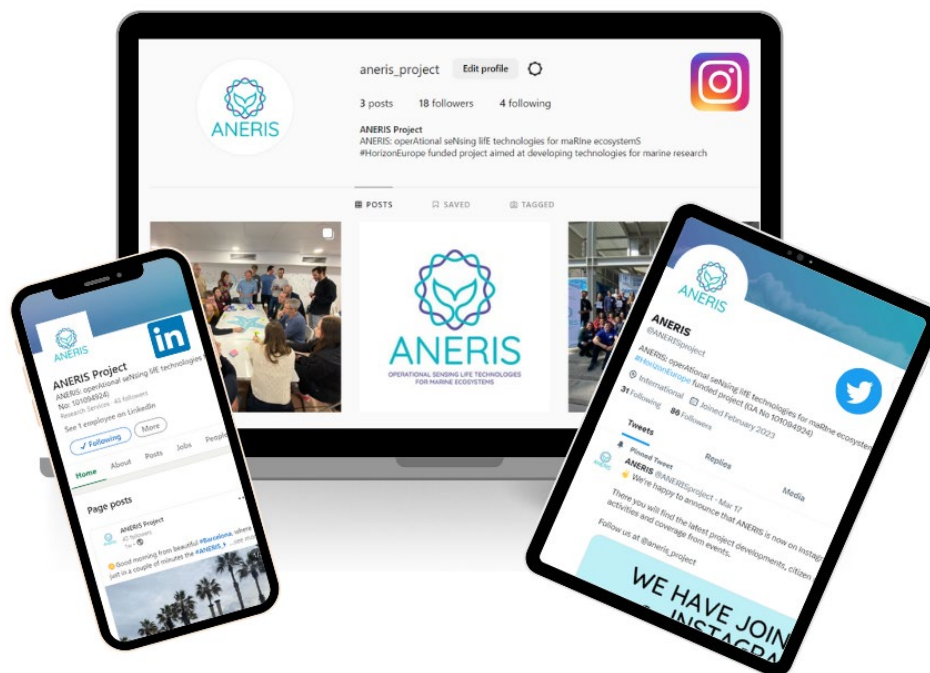 aneris_project Edit profile
3 posts 18 followers 4 following
ANERIS Project
ANERIS: operAtional seNsing lifE technologies for maRIne ecosystemS
#HorizonEurope funded project aimed at developing technologies for marine research
POSTS SAVED TAGGED
ANERIS
ANERIS
OPERATIONAL SENSING LIFE TECHNOLOGIES
FOR MARINE ECOSYSTEMS
ANERIS
in
ANERIS Project
ANERIS: operAtional seNsing lifE technologies
No: 101094924)
Research Services · 43 followers
See 1 employee on LinkedIn
Following More
Home About Posts Jobs People
Page posts
ANERIS Project
43 followers
Good morning from beautiful #Barcelona, where
just in a couple of minutes the #ANERIS_
ANERIS
ANERIS
@ANERISproject
ANERIS: operAtional seNsing lifE technologies for maRIne ecosystem
#HorizonEurope funded project (GA No 101094924)
International Joined February 2023
31 Following 86 Followers
Tweets Replies Media
Pinned Tweet
ANERIS @ANERISproject · Mar 17
We're happy to announce that ANERIS is now on Instag
There you will find the latest project developments, citizen
activities and coverage from events.
Follow us at @aneris_project
WE HAVE JOIN
INSTAGRA